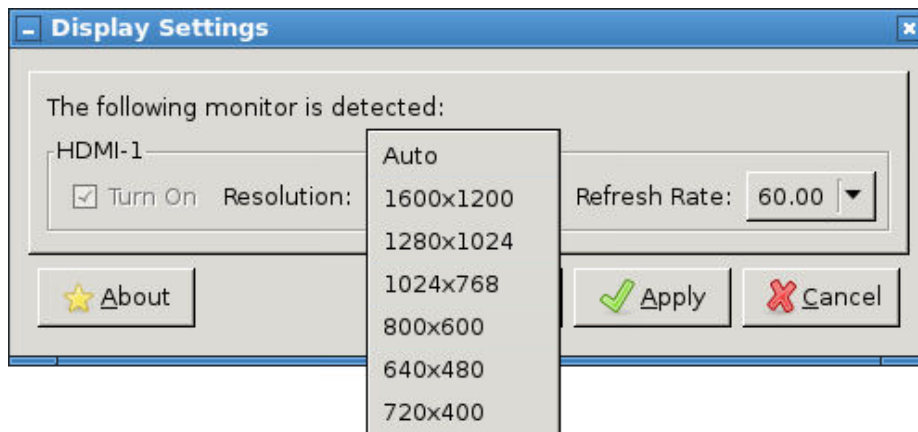 Display Settings
The following monitor is detected:
HDMI-1
Turn On Resolution: Refresh Rate: 60.00
Auto
1600x1200
1280x1024
1024x768
800x600
640x480
720x400
About Apply Cancel